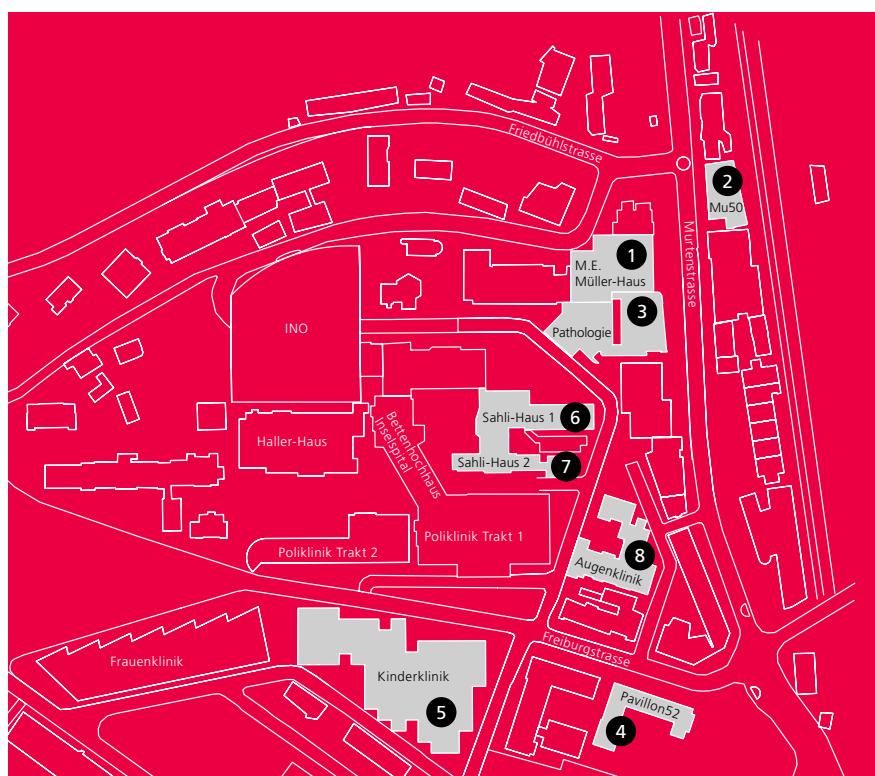 Friedbühlstrasse
2
Mu50
Murtenstrasse
1
M.E.
Müller-Haus
3
Pathologie
INO
Sahli-Haus 1
6
Bettenhochhaus
Inselspital
Haller-Haus
Sahli-Haus 2
7
Poliklinik Trakt 1
Poliklinik Trakt 2
8
Augenklinik
Freiburgstrasse
Frauenklinik
Kinderklinik
5
Pavillon52
4